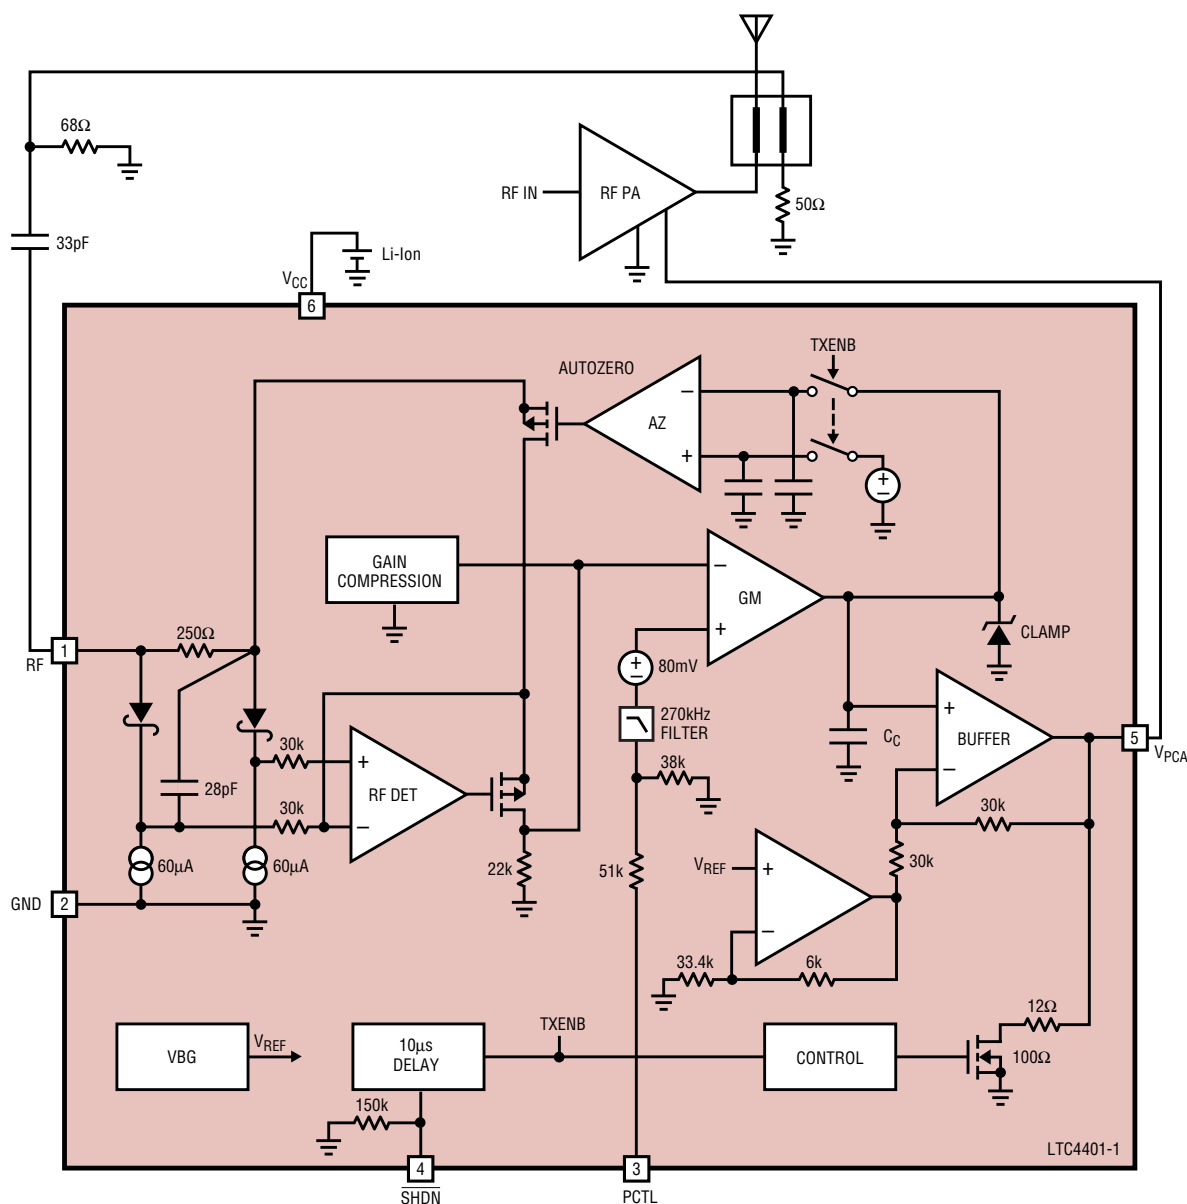 68Ω
RF IN
RF PA
50Ω
33pF
Li-Ion
VCC
6
TXENB
AUTOZERO
−
AZ
+
+
−
GAIN
COMPRESSION
−
GM
+
250Ω
1
RF
CLAMP
+
−
80mV
270kHz
FILTER
+
BUFFER
−
CC
5
VPCA
30k
38k
28pF
+
RF DET
−
30k
30k
60µA
60µA
22k
51k
VREF
+
−
30k
GND
2
33.4k
6k
12Ω
TXENB
VBG
VREF
10µs
DELAY
CONTROL
100Ω
150k
LTC4401-1
4
SHDN
3
PCTL